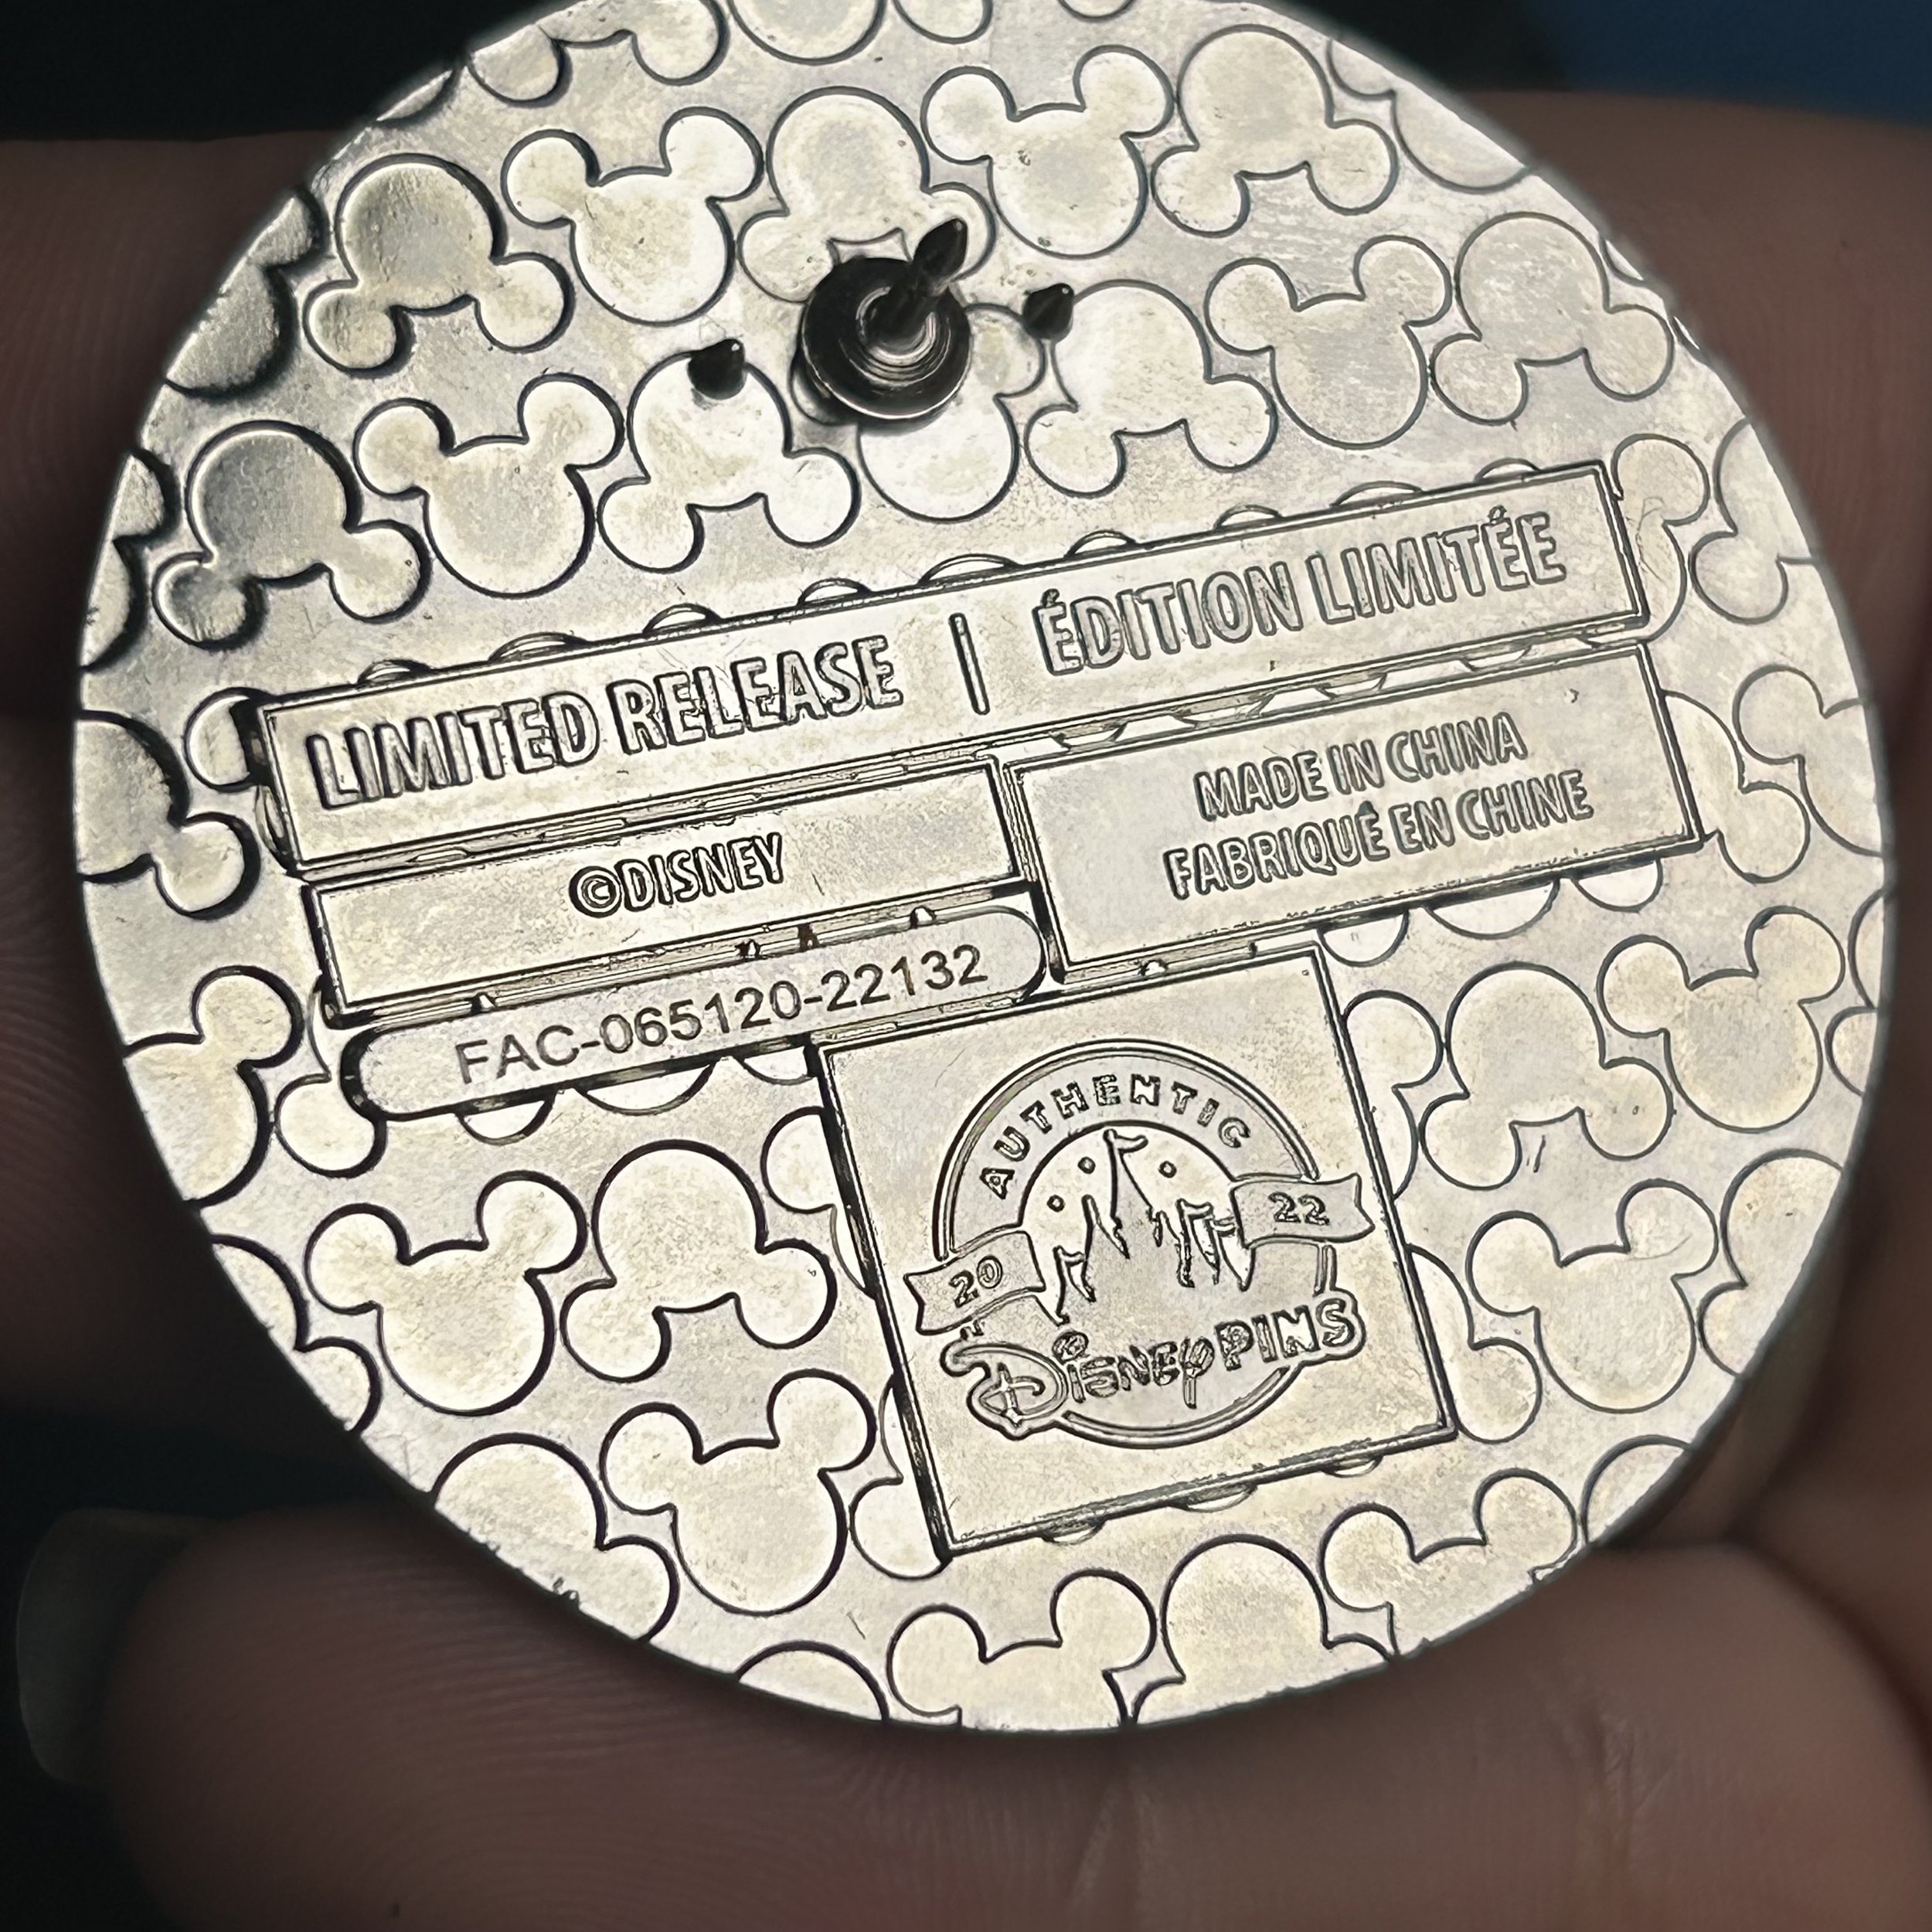 LIMITED RELEASE | ÉDITION LIMITÉE
©DISNEY
MADE IN CHINA
FABRIQUÉ EN CHINE
FAC-065120-22132
AUTHENTIC
20 22
Disney PINS